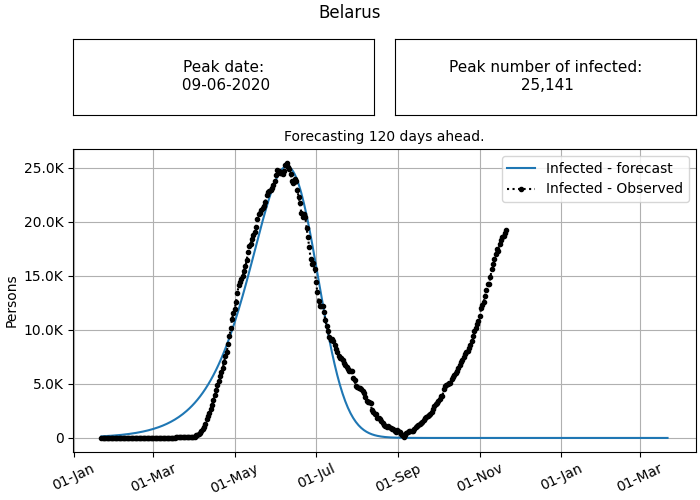 Belarus
Peak date:
09-06-2020
Peak number of infected:
25,141
Forecasting 120 days ahead.
Infected - forecast
Infected - Observed
25.0K
20.0K
15.0K
10.0K
5.0K
0
Persons
01-Jan
01-Mar
01-May
01-Jul
01-Sep
01-Nov
01-Jan
01-Mar